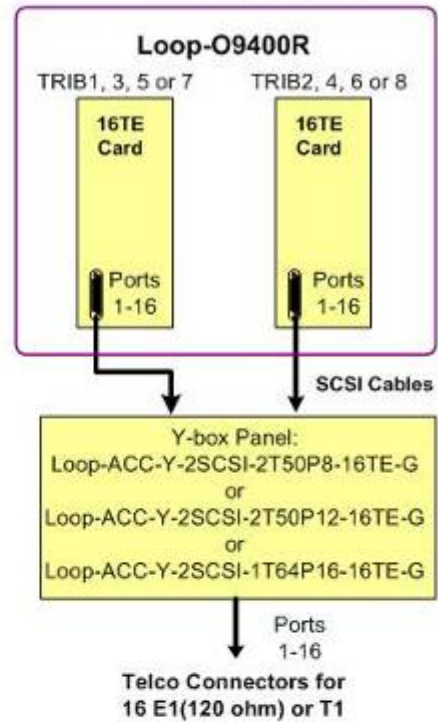 Loop-O9400R
TRIB1, 3, 5 or 7
TRIB2, 4, 6 or 8
16TE
Card
16TE
Card
Ports
1-16
Ports
1-16
SCSI Cables
Y-box Panel:
Loop-ACC-Y-2SCSI-2T50P8-16TE-G
or
Loop-ACC-Y-2SCSI-2T50P12-16TE-G
or
Loop-ACC-Y-2SCSI-1T64P16-16TE-G
Ports
1-16
Telco Connectors for
16 E1(120 ohm) or T1